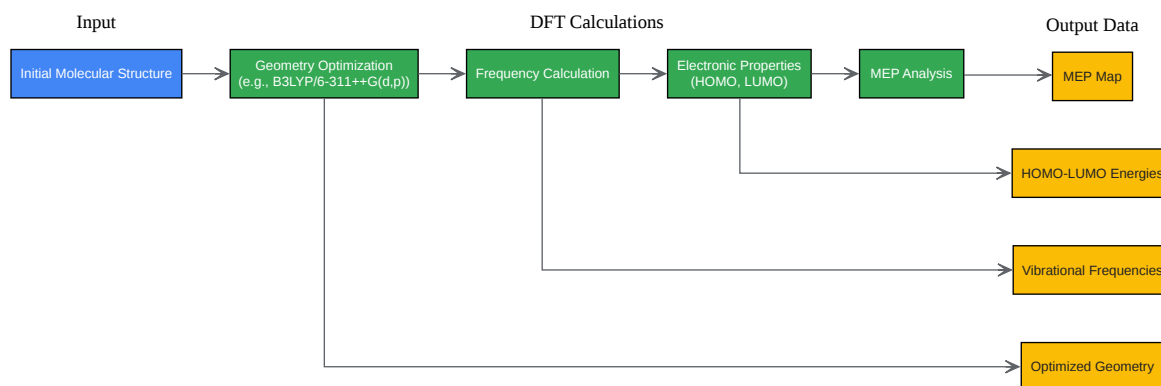 Input
DFT Calculations
Output Data
Initial Molecular Structure
Geometry Optimization
(e.g., B3LYP/6-311++G(d,p))
Frequency Calculation
Electronic Properties
(HOMO, LUMO)
MEP Analysis
MEP Map
HOMO-LUMO Energies
Vibrational Frequencies
Optimized Geometry